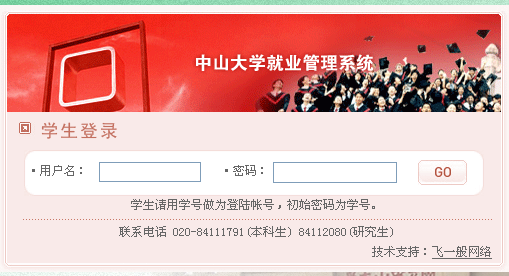 中山大学就业管理系统
学生登录
用户名： 密码： GO
学生请用学号做为登陆帐号，初始密码为学号。
联系电话 020-84111791(本科生) 84112080(研究生)
技术支持：飞一般网络